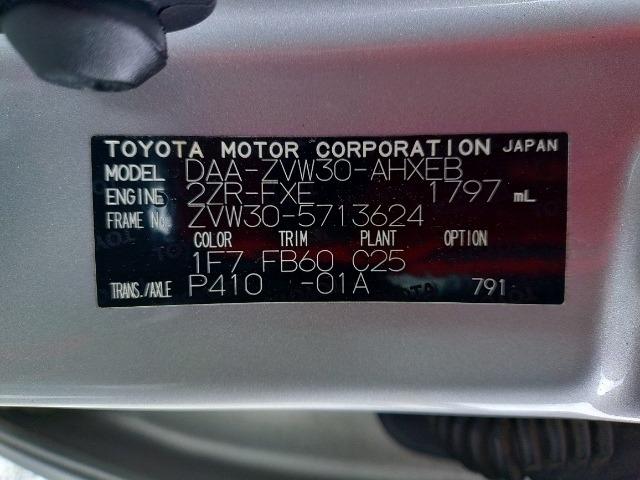 TOYOTA MOTOR CORPORATION JAPAN
MODEL DAA-ZVW30-AHXEB
ENGINE 2ZR-FXE 1797 mL
FRAME No. ZVW30-5713624
COLOR TRIM PLANT OPTION
1F7 FB60 C25
TRANS./AXLE P410 -01A 791